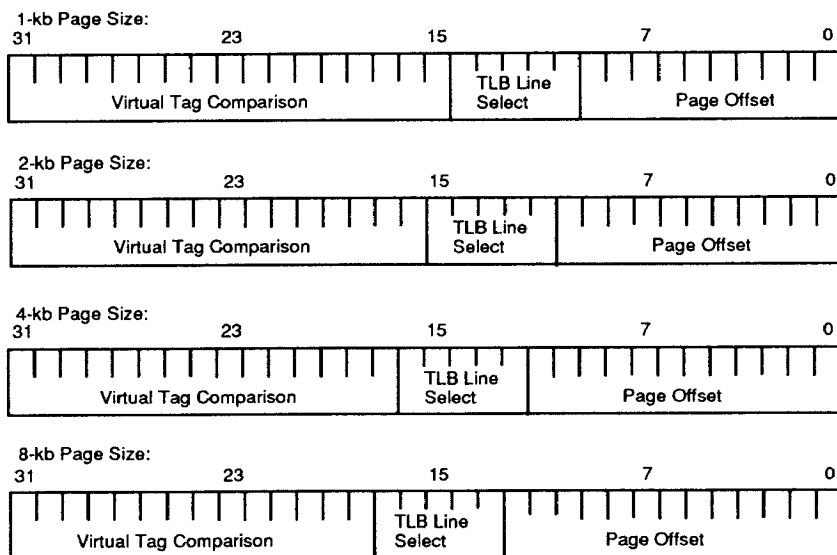 1-kb Page Size:
31 23 15 7 0
TLB Line
Select
Virtual Tag Comparison Page Offset
2-kb Page Size:
31 23 15 7 0
TLB Line
Select
Virtual Tag Comparison Page Offset
4-kb Page Size:
31 23 15 7 0
TLB Line
Select
Virtual Tag Comparison Page Offset
8-kb Page Size:
31 23 15 7 0
TLB Line
Select
Virtual Tag Comparison Page Offset